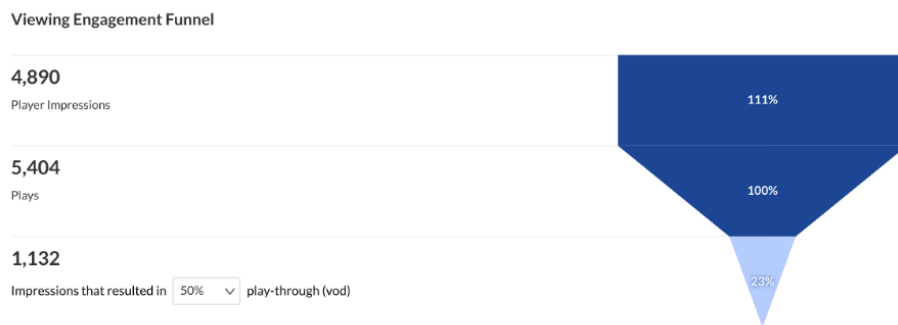 Viewing Engagement Funnel
4,890
Player Impressions
111%
5,404
Plays
100%
1,132
Impressions that resulted in 50% play-through (vod)
23%